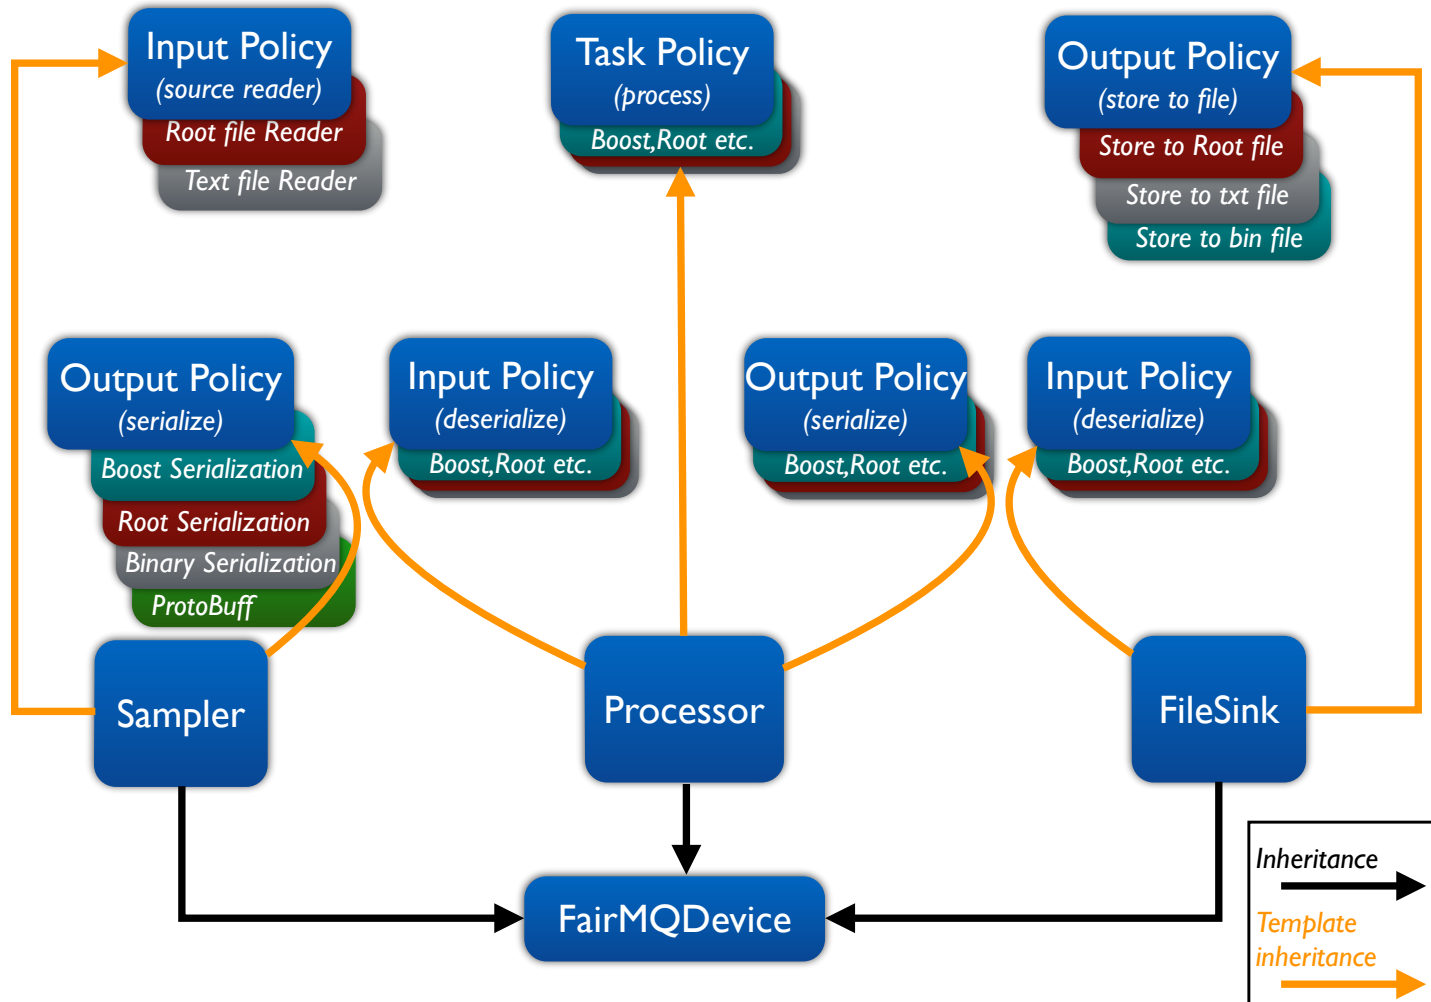 Input Policy
(source reader)
Root file Reader
Text file Reader
Task Policy
(process)
Boost,Root etc.
Output Policy
(store to file)
Store to Root file
Store to txt file
Store to bin file
Output Policy
(serialize)
Boost Serialization
Root Serialization
Binary Serialization
ProtoBuff
Input Policy
(deserialize)
Boost,Root etc.
Output Policy
(serialize)
Boost,Root etc.
Input Policy
(deserialize)
Boost,Root etc.
Sampler
Processor
FileSink
FairMQDevice
Inheritance
Template
inheritance